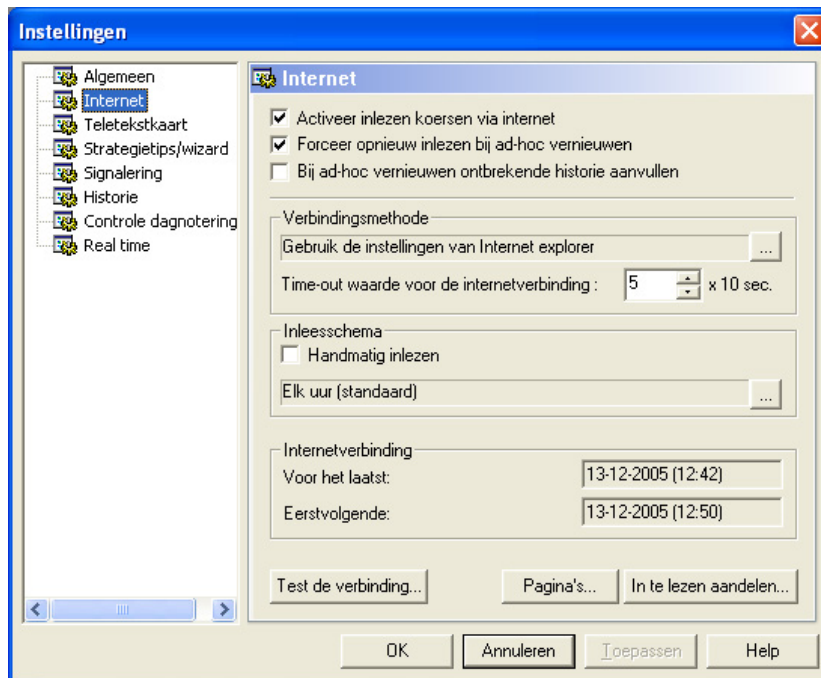 Instellingen
Algemeen
Internet
Teletekstkaart
Strategietips/wizard
Signalering
Historie
Controle dagnotering
Real time
Internet
Activeer inlezen koersen via internet
Forceer opnieuw inlezen bij ad-hoc vernieuwen
Bij ad-hoc vernieuwen ontbrekende historie aanvullen
Verbindingsmethode
Gebruik de instellingen van Internet explorer ...
Time-out waarde voor de internetverbinding : 5 x 10 sec.
Inleesschema
Handmatig inlezen
Elk uur (standaard) ...
Internetverbinding
Voor het laatst: 13-12-2005 (12:42)
Eerstvolgende: 13-12-2005 (12:50)
Test de verbinding... Pagina's... In te lezen aandelen...
OK Annuleren Toepassen Help